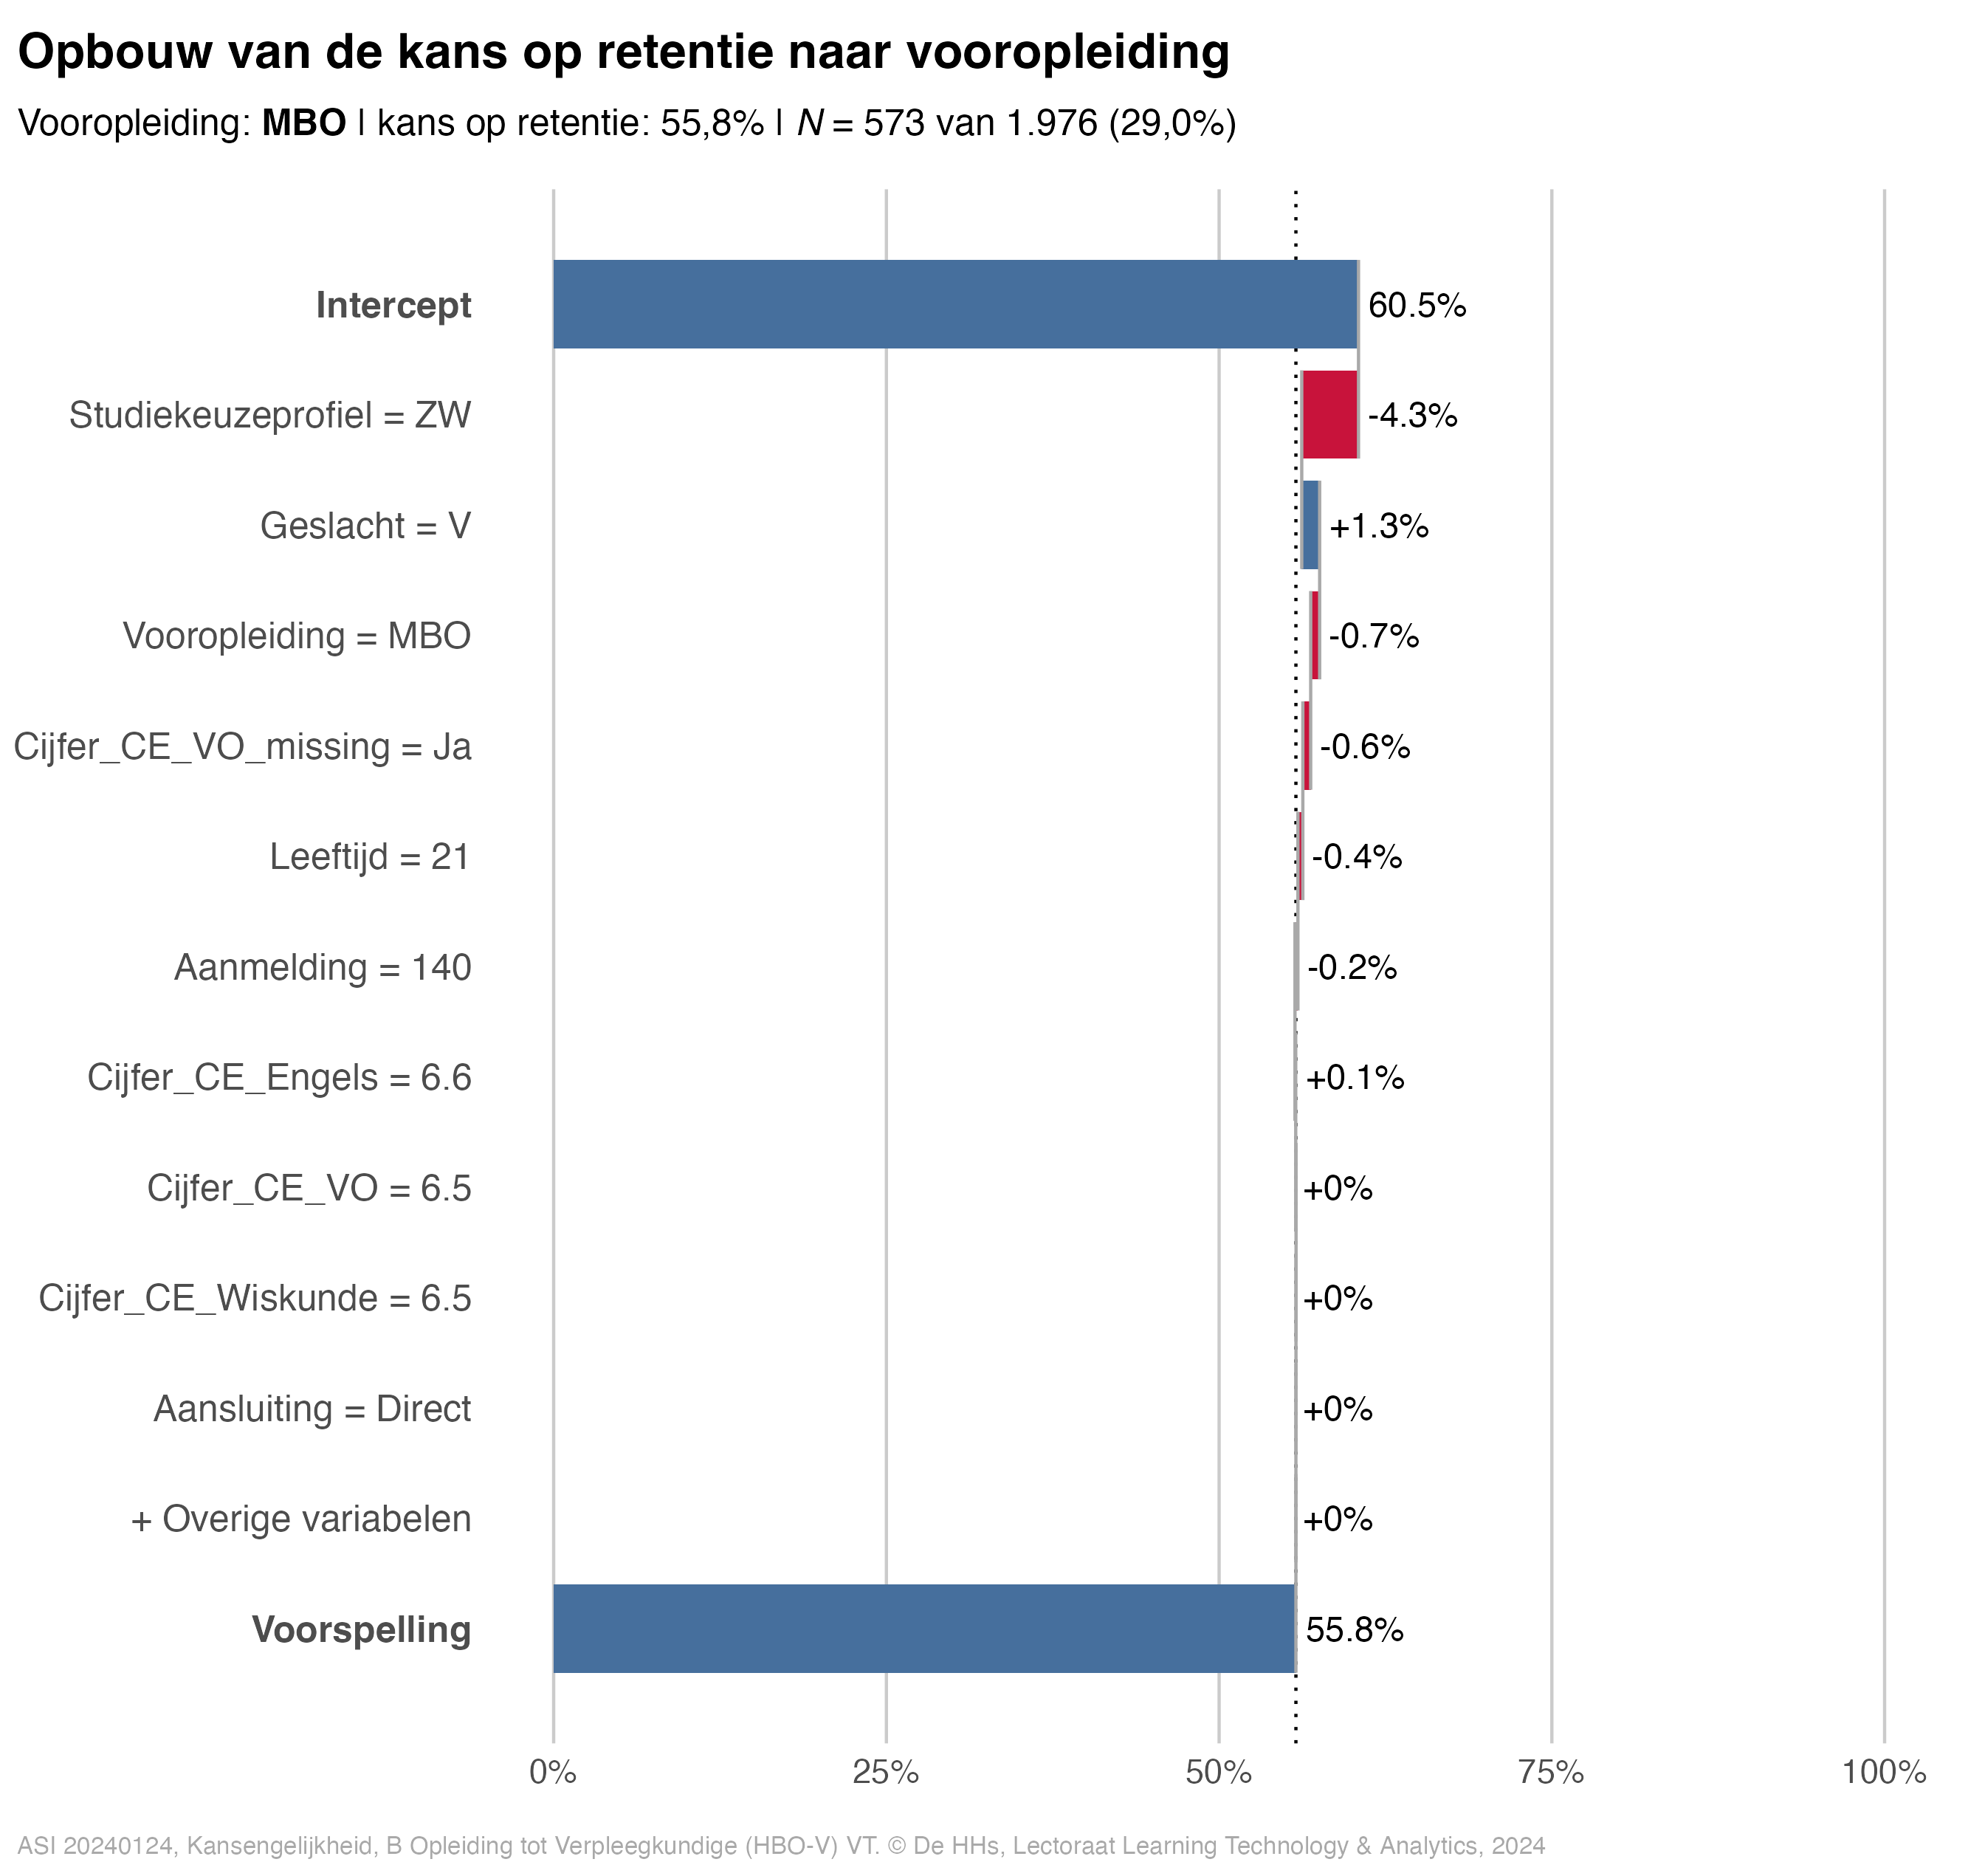 Opbouw van de kans op retentie naar vooropleiding
Vooropleiding: MBO | kans op retentie: 55,8% | N = 573 van 1.976 (29,0%)
Intercept 60.5%
Studiekeuzeprofiel = ZW -4.3%
Geslacht = V +1.3%
Vooropleiding = MBO -0.7%
Cijfer_CE_VO_missing = Ja -0.6%
Leeftijd = 21 -0.4%
Aanmelding = 140 -0.2%
Cijfer_CE_Engels = 6.6 +0.1%
Cijfer_CE_VO = 6.5 +0%
Cijfer_CE_Wiskunde = 6.5 +0%
Aansluiting = Direct +0%
+ Overige variabelen +0%
Voorspelling 55.8%
0% 25% 50% 75% 100%
ASI 20240124, Kansengelijkheid, B Opleiding tot Verpleegkundige (HBO-V) VT. © De HHs, Lectoraat Learning Technology & Analytics, 2024